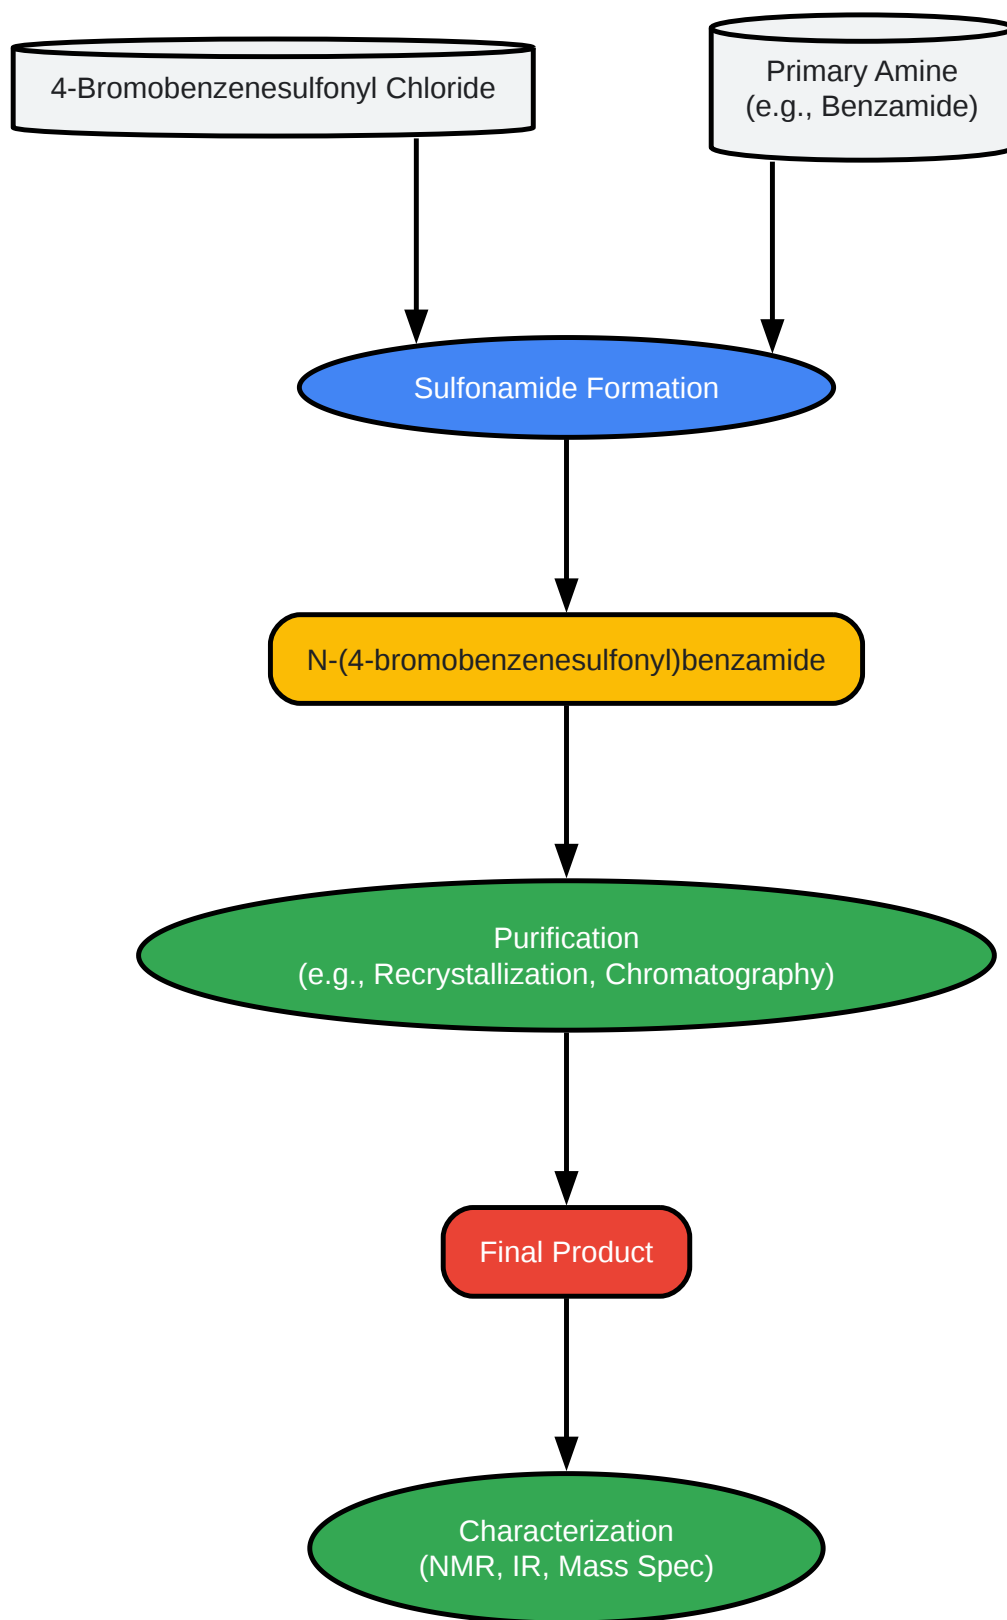 4-Bromobenzenesulfonyl Chloride
Primary Amine
(e.g., Benzamide)
Sulfonamide Formation
N-(4-bromobenzenesulfonyl)benzamide
Purification
(e.g., Recrystallization, Chromatography)
Final Product
Characterization
(NMR, IR, Mass Spec)